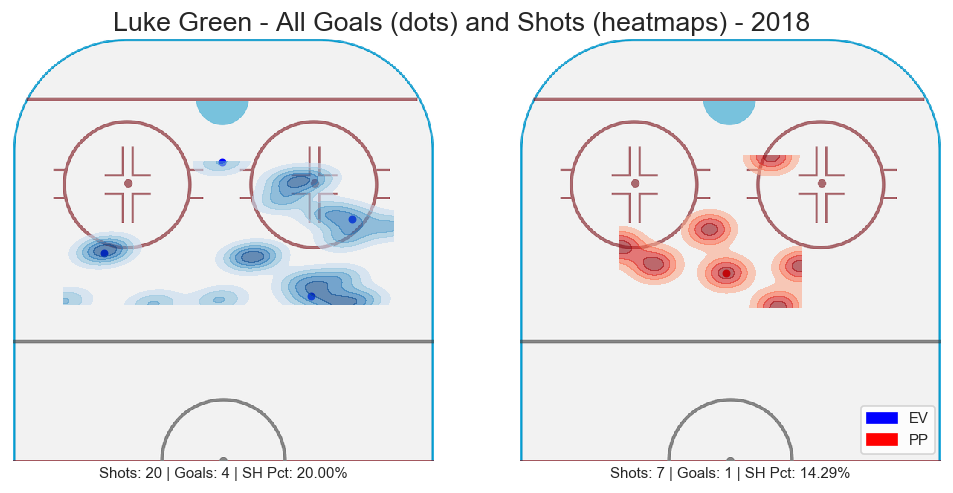 Luke Green - All Goals (dots) and Shots (heatmaps) - 2018
EV
PP
Shots: 20 | Goals: 4 | SH Pct: 20.00%
Shots: 7 | Goals: 1 | SH Pct: 14.29%